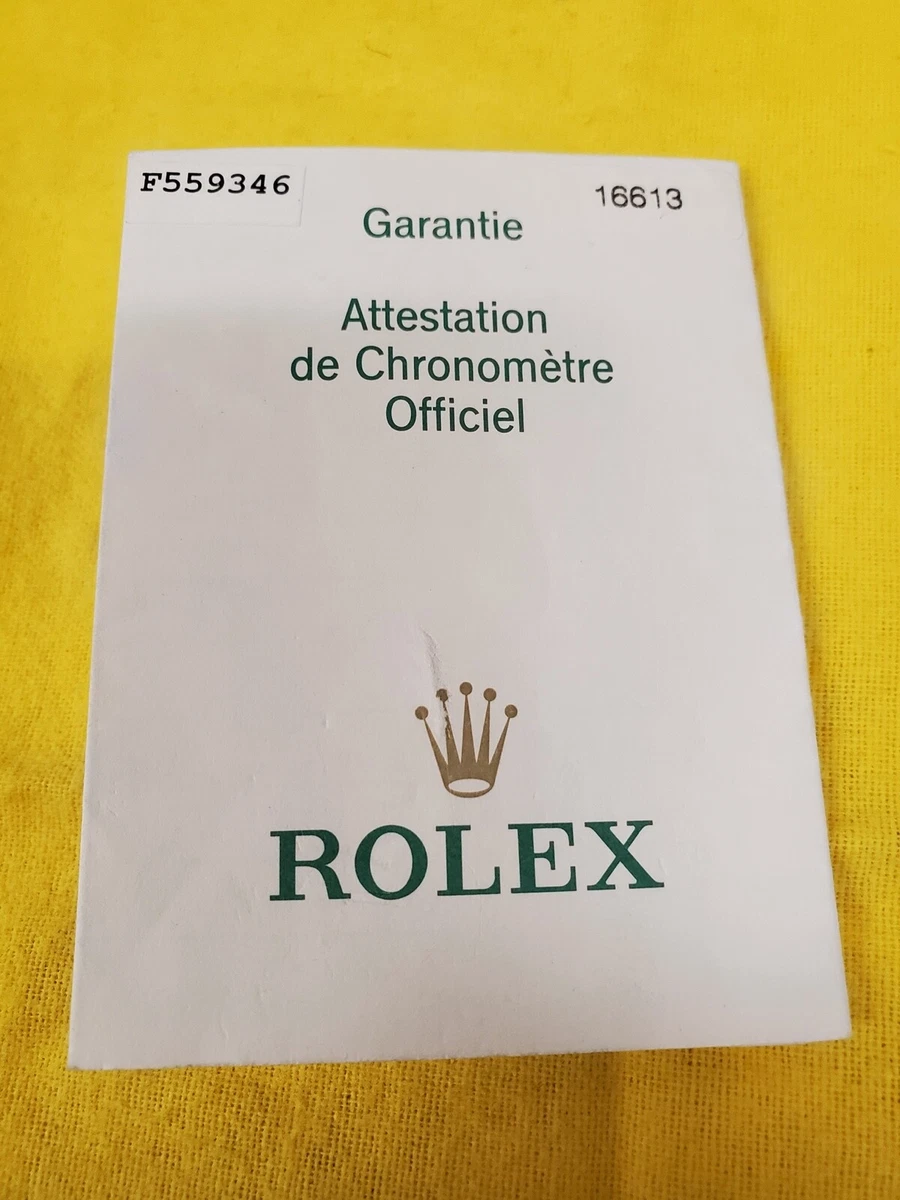 F559346
16613
Garantie
Attestation
de Chronomètre
Officiel
ROLEX